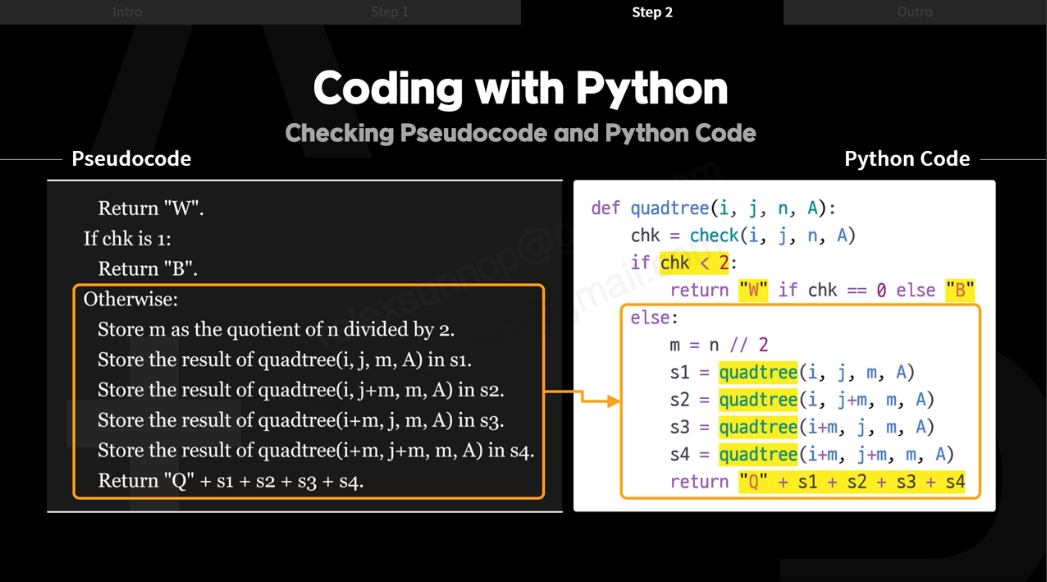 Intro
Step 1
Step 2
Outro
Coding with Python
Checking Pseudocode and Python Code
Pseudocode
Return "W".
If chk is 1:
Return "B".
Otherwise:
Store m as the quotient of n divided by 2.
Store the result of quadtree(i, j, m, A) in s1.
Store the result of quadtree(i, j+m, m, A) in s2.
Store the result of quadtree(i+m, j, m, A) in s3.
Store the result of quadtree(i+m, j+m, m, A) in s4.
Return "Q" + s1 + s2 + s3 + s4.
Python Code
def quadtree(i, j, n, A):
    chk = check(i, j, n, A)
    if chk < 2:
        return "W" if chk == 0 else "B"
    else:
        m = n // 2
        s1 = quadtree(i, j, m, A)
        s2 = quadtree(i, j+m, m, A)
        s3 = quadtree(i+m, j, m, A)
        s4 = quadtree(i+m, j+m, m, A)
        return "Q" + s1 + s2 + s3 + s4